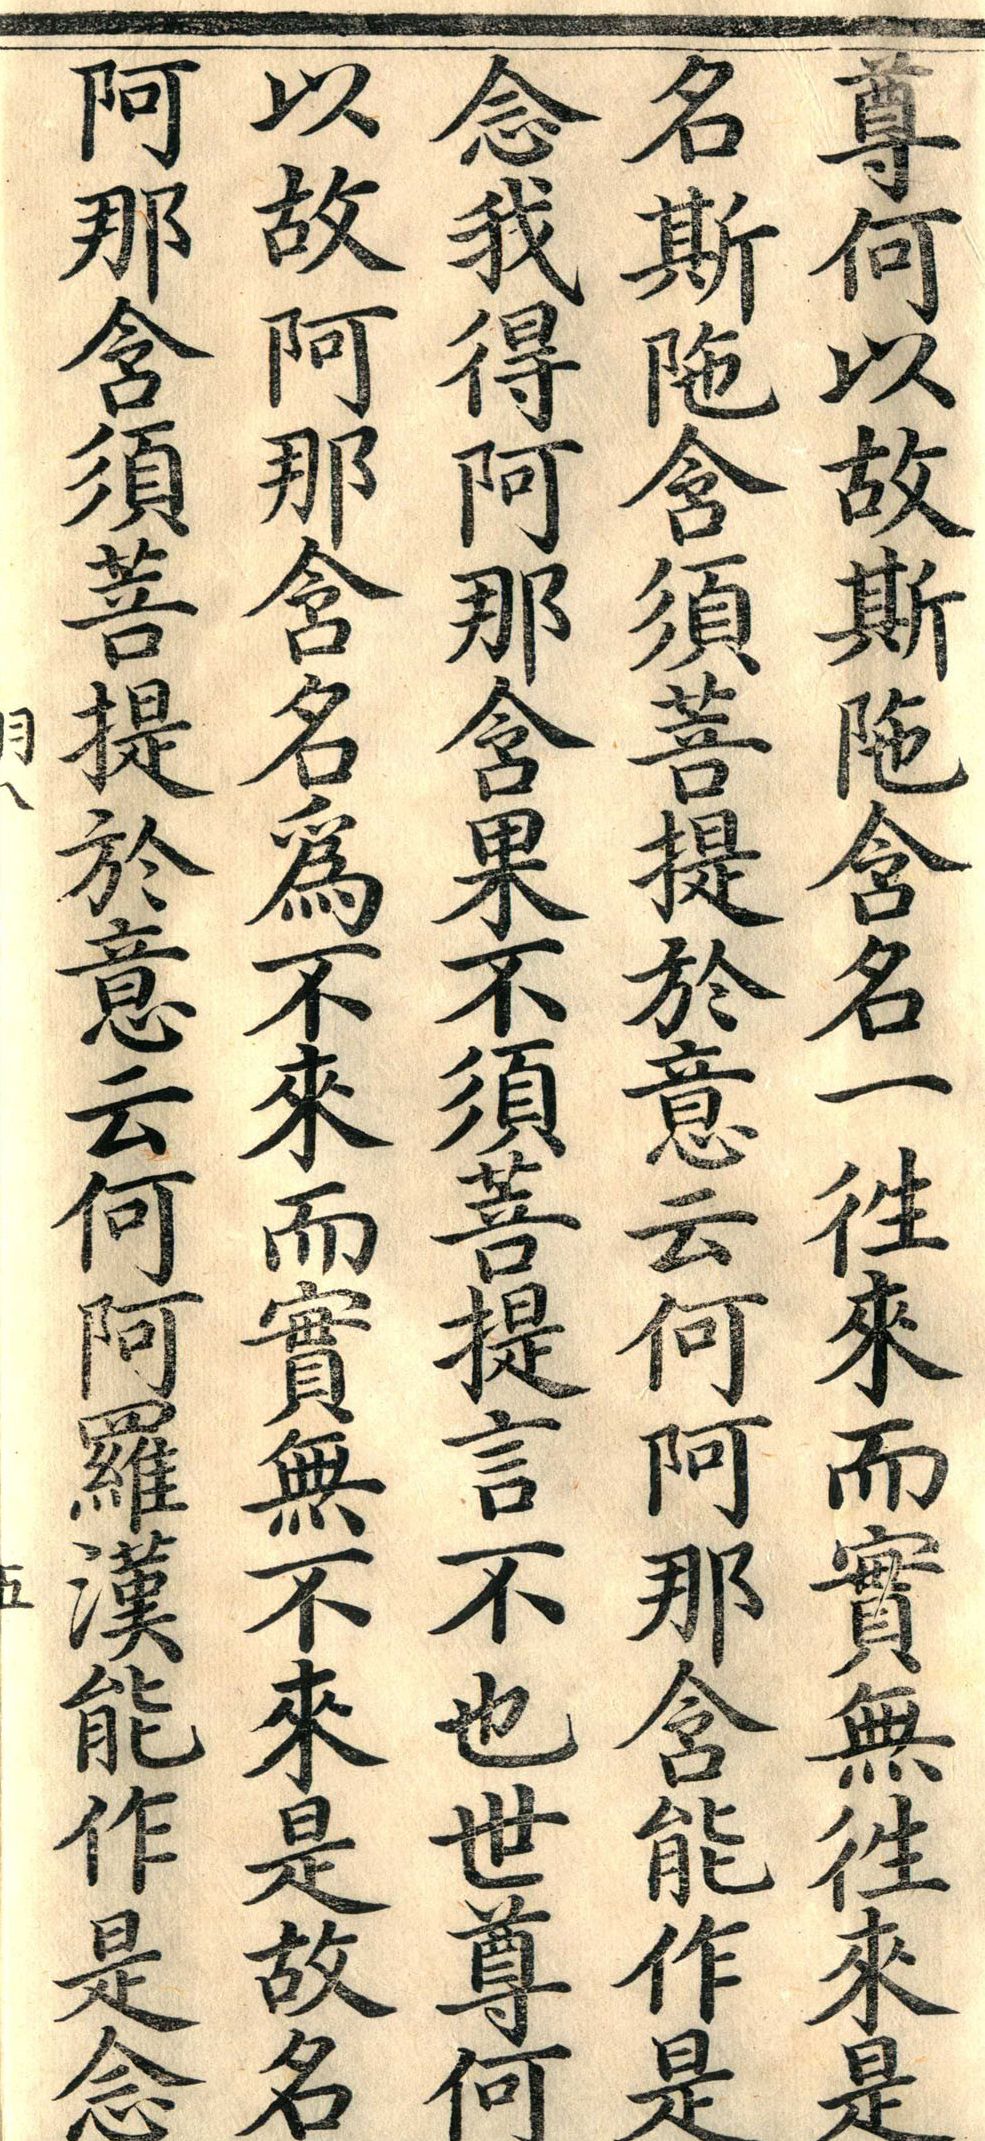 尊何以故斯陁含名一徃來而實無徃來是
名斯陁含須菩提於意云何阿那含能作是
念我得阿那含果不須菩提言不也世尊何
以故阿那含名爲不來而實無不來是故名
阿那含須菩提於意云何阿羅漢能作是念
五